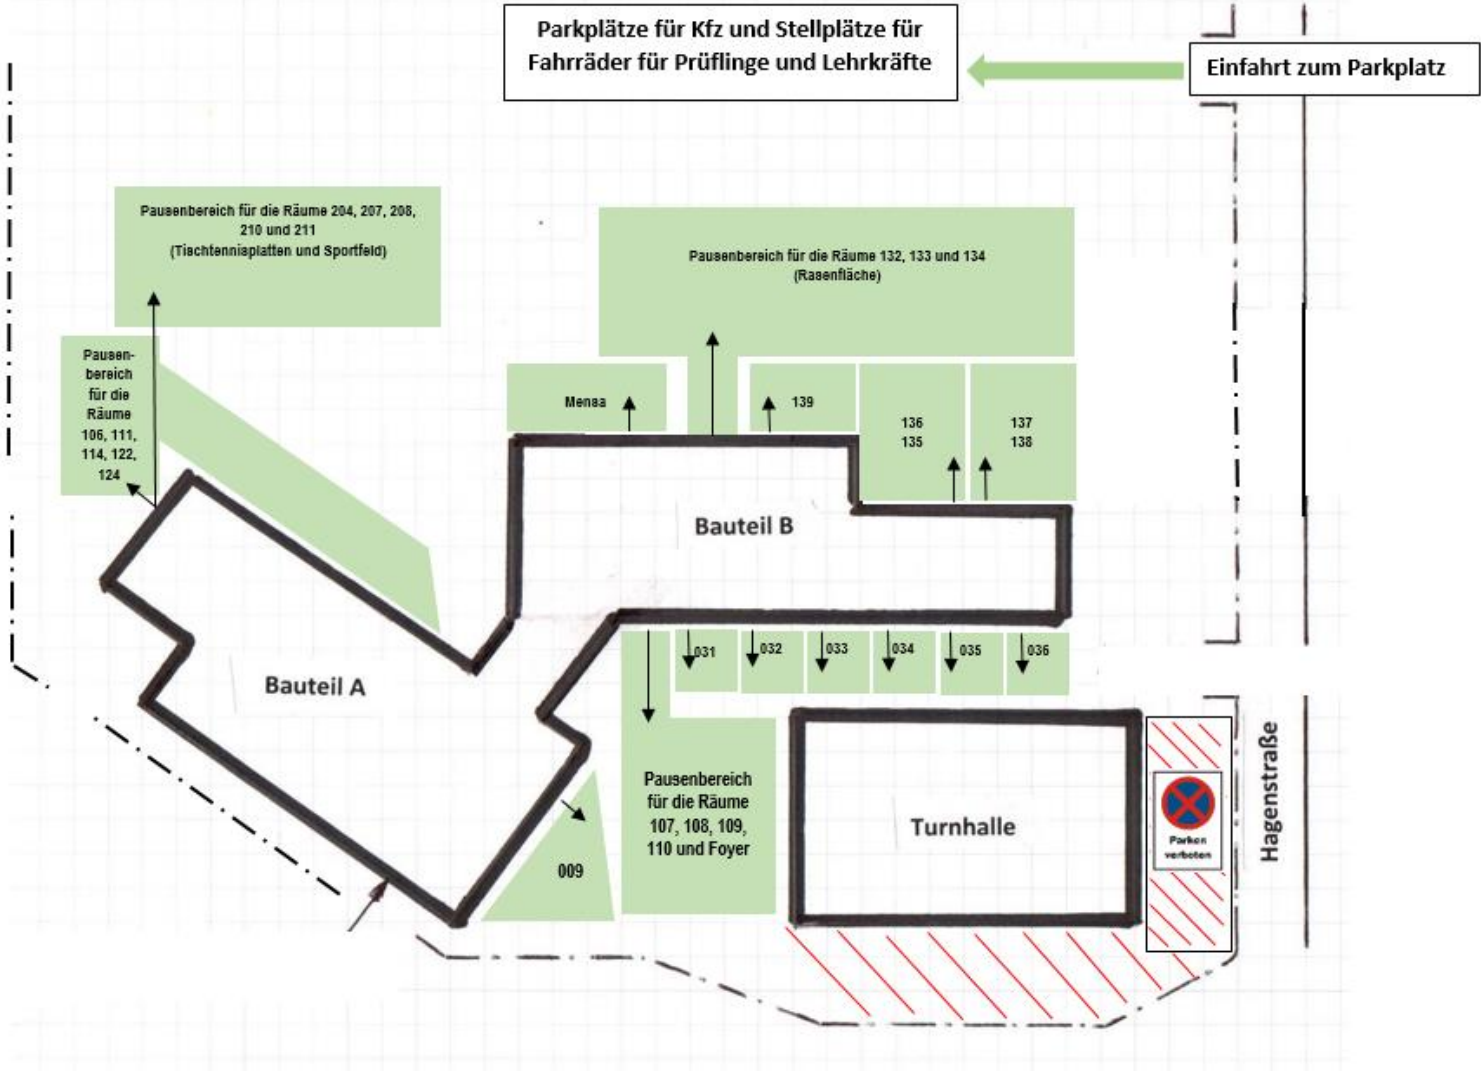 Parkplätze für Kfz und Stellplätze für
Fahrräder für Prüflinge und Lehrkräfte
Einfahrt zum Parkplatz
Pausenbereich für die Räume 204, 207, 208,
210 und 211
(Tischtennisplatten und Sportfeld)
Pausenbereich für die Räume 132, 133 und 134
(Rasenfläche)
Pausen-
bereich
für die
Räume
106, 111,
114, 122,
124
Mensa
139
136
135
137
138
Bauteil B
031
032
033
034
035
036
Bauteil A
Pausenbereich
für die Räume
107, 108, 109,
110 und Foyer
009
Turnhalle
Parken
verboten
Hagenstraße